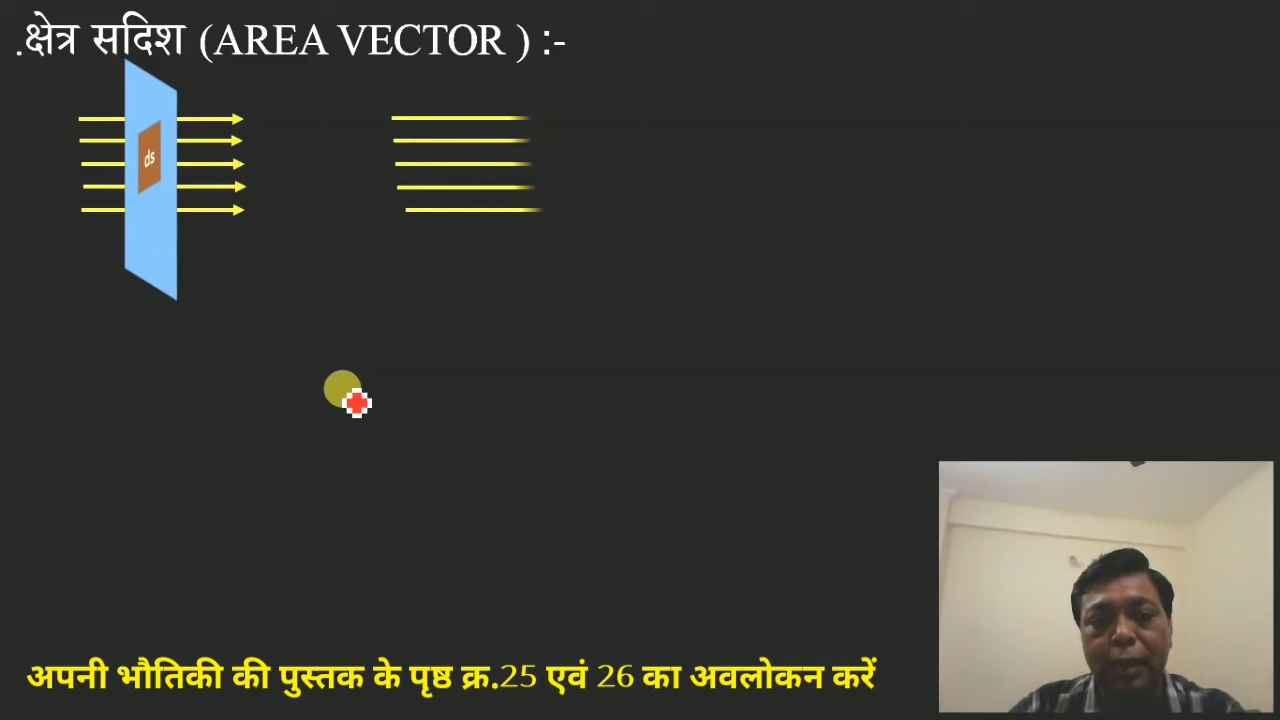 .क्षेत्र सदिश (AREA VECTOR ) :-
ds
अपनी भौतिकी की पुस्तक के पृष्ठ क्र.25 एवं 26 का अवलोकन करें